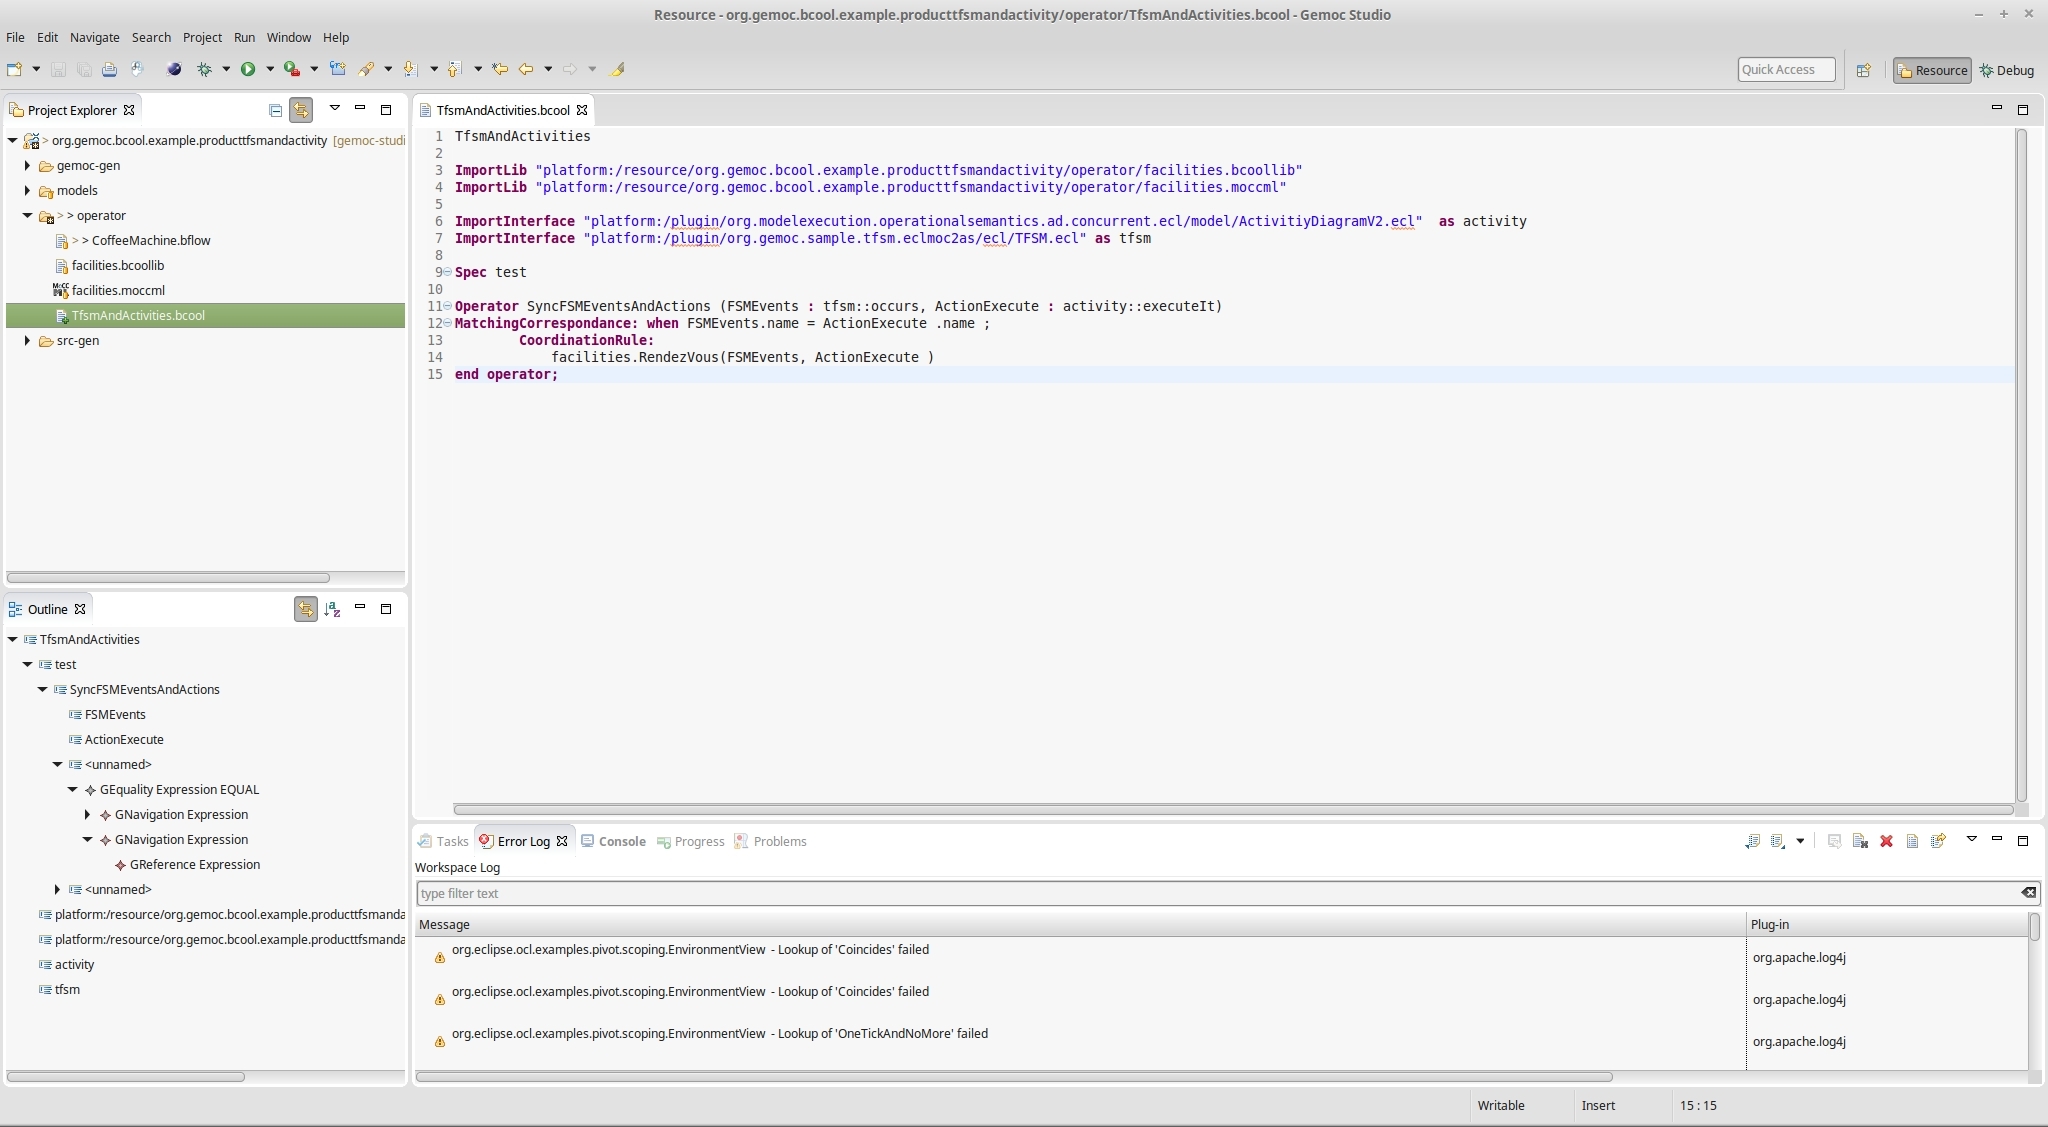 Resource - org.gemoc.bcool.example.producttfsmandactivity/operator/TfsmAndActivities.bcool - Gemoc Studio
File Edit Navigate Search Project Run Window Help
Quick Access
Resource
Debug
Project Explorer
> org.gemoc.bcool.example.producttfsmandactivity [gemoc-studi
gemoc-gen
models
> > operator
> > CoffeeMachine.bflow
facilities.bcoollib
facilities.moccml
TfsmAndActivities.bcool
src-gen
Outline
TfsmAndActivities
test
SyncFSMEventsAndActions
FSMEvents
ActionExecute
<unnamed>
GEquality Expression EQUAL
GNavigation Expression
GNavigation Expression
GReference Expression
<unnamed>
platform:/resource/org.gemoc.bcool.example.producttfsmanda
platform:/resource/org.gemoc.bcool.example.producttfsmanda
activity
tfsm
TfsmAndActivities.bcool
1 TfsmAndActivities
2
3 ImportLib "platform:/resource/org.gemoc.bcool.example.producttfsmandactivity/operator/facilities.bcoollib"
4 ImportLib "platform:/resource/org.gemoc.bcool.example.producttfsmandactivity/operator/facilities.moccml"
5
6 ImportInterface "platform:/plugin/org.modelexecution.operationalsemantics.ad.concurrent.ecl/model/ActivitiyDiagramV2.ecl"  as activity
7 ImportInterface "platform:/plugin/org.gemoc.sample.tfsm.eclmoc2as/ecl/TFSM.ecl" as tfsm
8
9 Spec test
10
11 Operator SyncFSMEventsAndActions (FSMEvents : tfsm::occurs, ActionExecute : activity::executeIt)
12 MatchingCorrespondance: when FSMEvents.name = ActionExecute .name ;
13 CoordinationRule:
14 facilities.RendezVous(FSMEvents, ActionExecute )
15 end operator;
Tasks Error Log Console Progress Problems
Workspace Log
type filter text
Message Plug-in
org.eclipse.ocl.examples.pivot.scoping.EnvironmentView - Lookup of 'Coincides' failed org.apache.log4j
org.eclipse.ocl.examples.pivot.scoping.EnvironmentView - Lookup of 'Coincides' failed org.apache.log4j
org.eclipse.ocl.examples.pivot.scoping.EnvironmentView - Lookup of 'OneTickAndNoMore' failed org.apache.log4j
Writable Insert 15 : 15